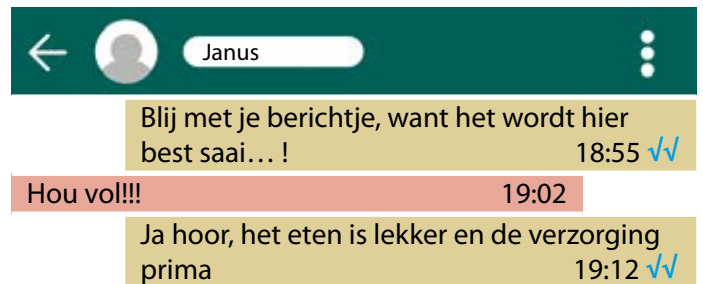 Janus
Blij met je berichtje, want het wordt hier
best saai… ! 18:55 √√
Hou vol!!! 19:02
Ja hoor, het eten is lekker en de verzorging
prima 19:12 √√